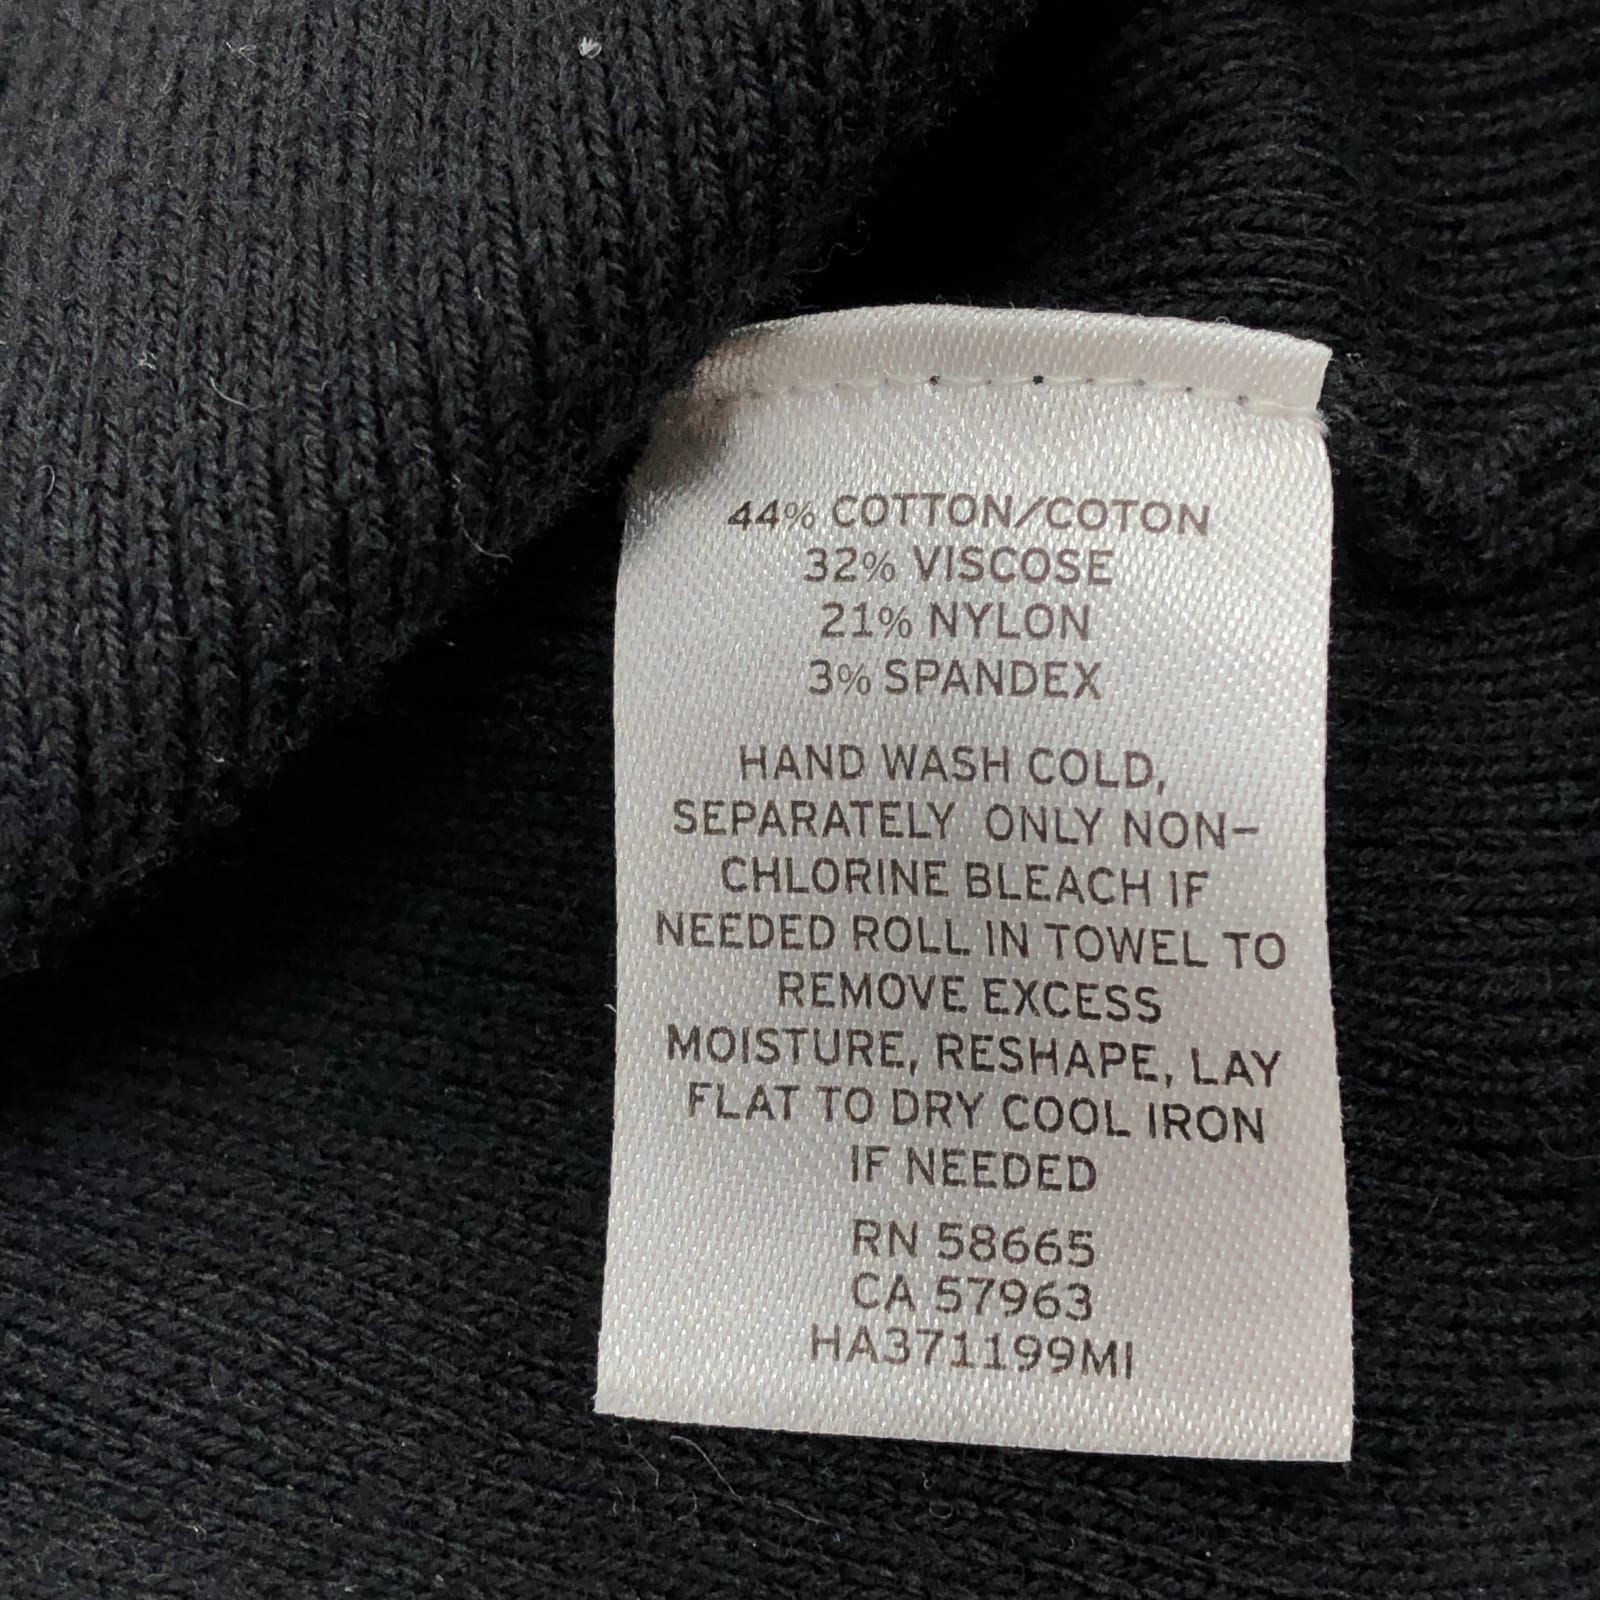 44% COTTON/COTON
32% VISCOSE
21% NYLON
3% SPANDEX
HAND WASH COLD,
SEPARATELY ONLY NON-
CHLORINE BLEACH IF
NEEDED ROLL IN TOWEL TO
REMOVE EXCESS
MOISTURE, RESHAPE, LAY
FLAT TO DRY COOL IRON
IF NEEDED
RN 58665
CA 57963
HA371199MI